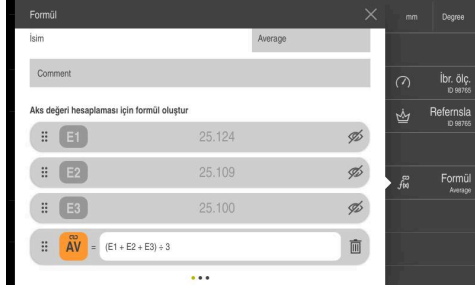 Formül
mm
Degree
İsim
Average
Comment
İbr. ölç.
ID 98765
Refernsla
ID 98765
Aks değeri hesaplaması için formül oluştur
E1
25.124
E2
25.109
Formül
Average
f(x)
E3
25.100
AV = (E1 + E2 + E3) ÷ 3